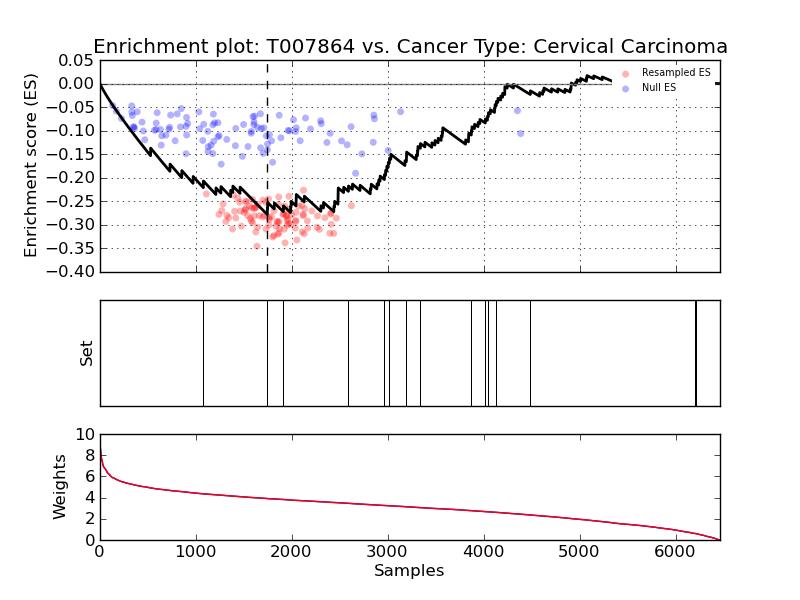 Enrichment plot: T007864 vs. Cancer Type: Cervical Carcinoma
0.05
0.00
−0.05
−0.10
−0.15
−0.20
−0.25
−0.30
−0.35
−0.40
Enrichment score (ES)
Resampled ES
Null ES
Set
10
8
6
4
2
0
Weights
0 1000 2000 3000 4000 5000 6000
Samples